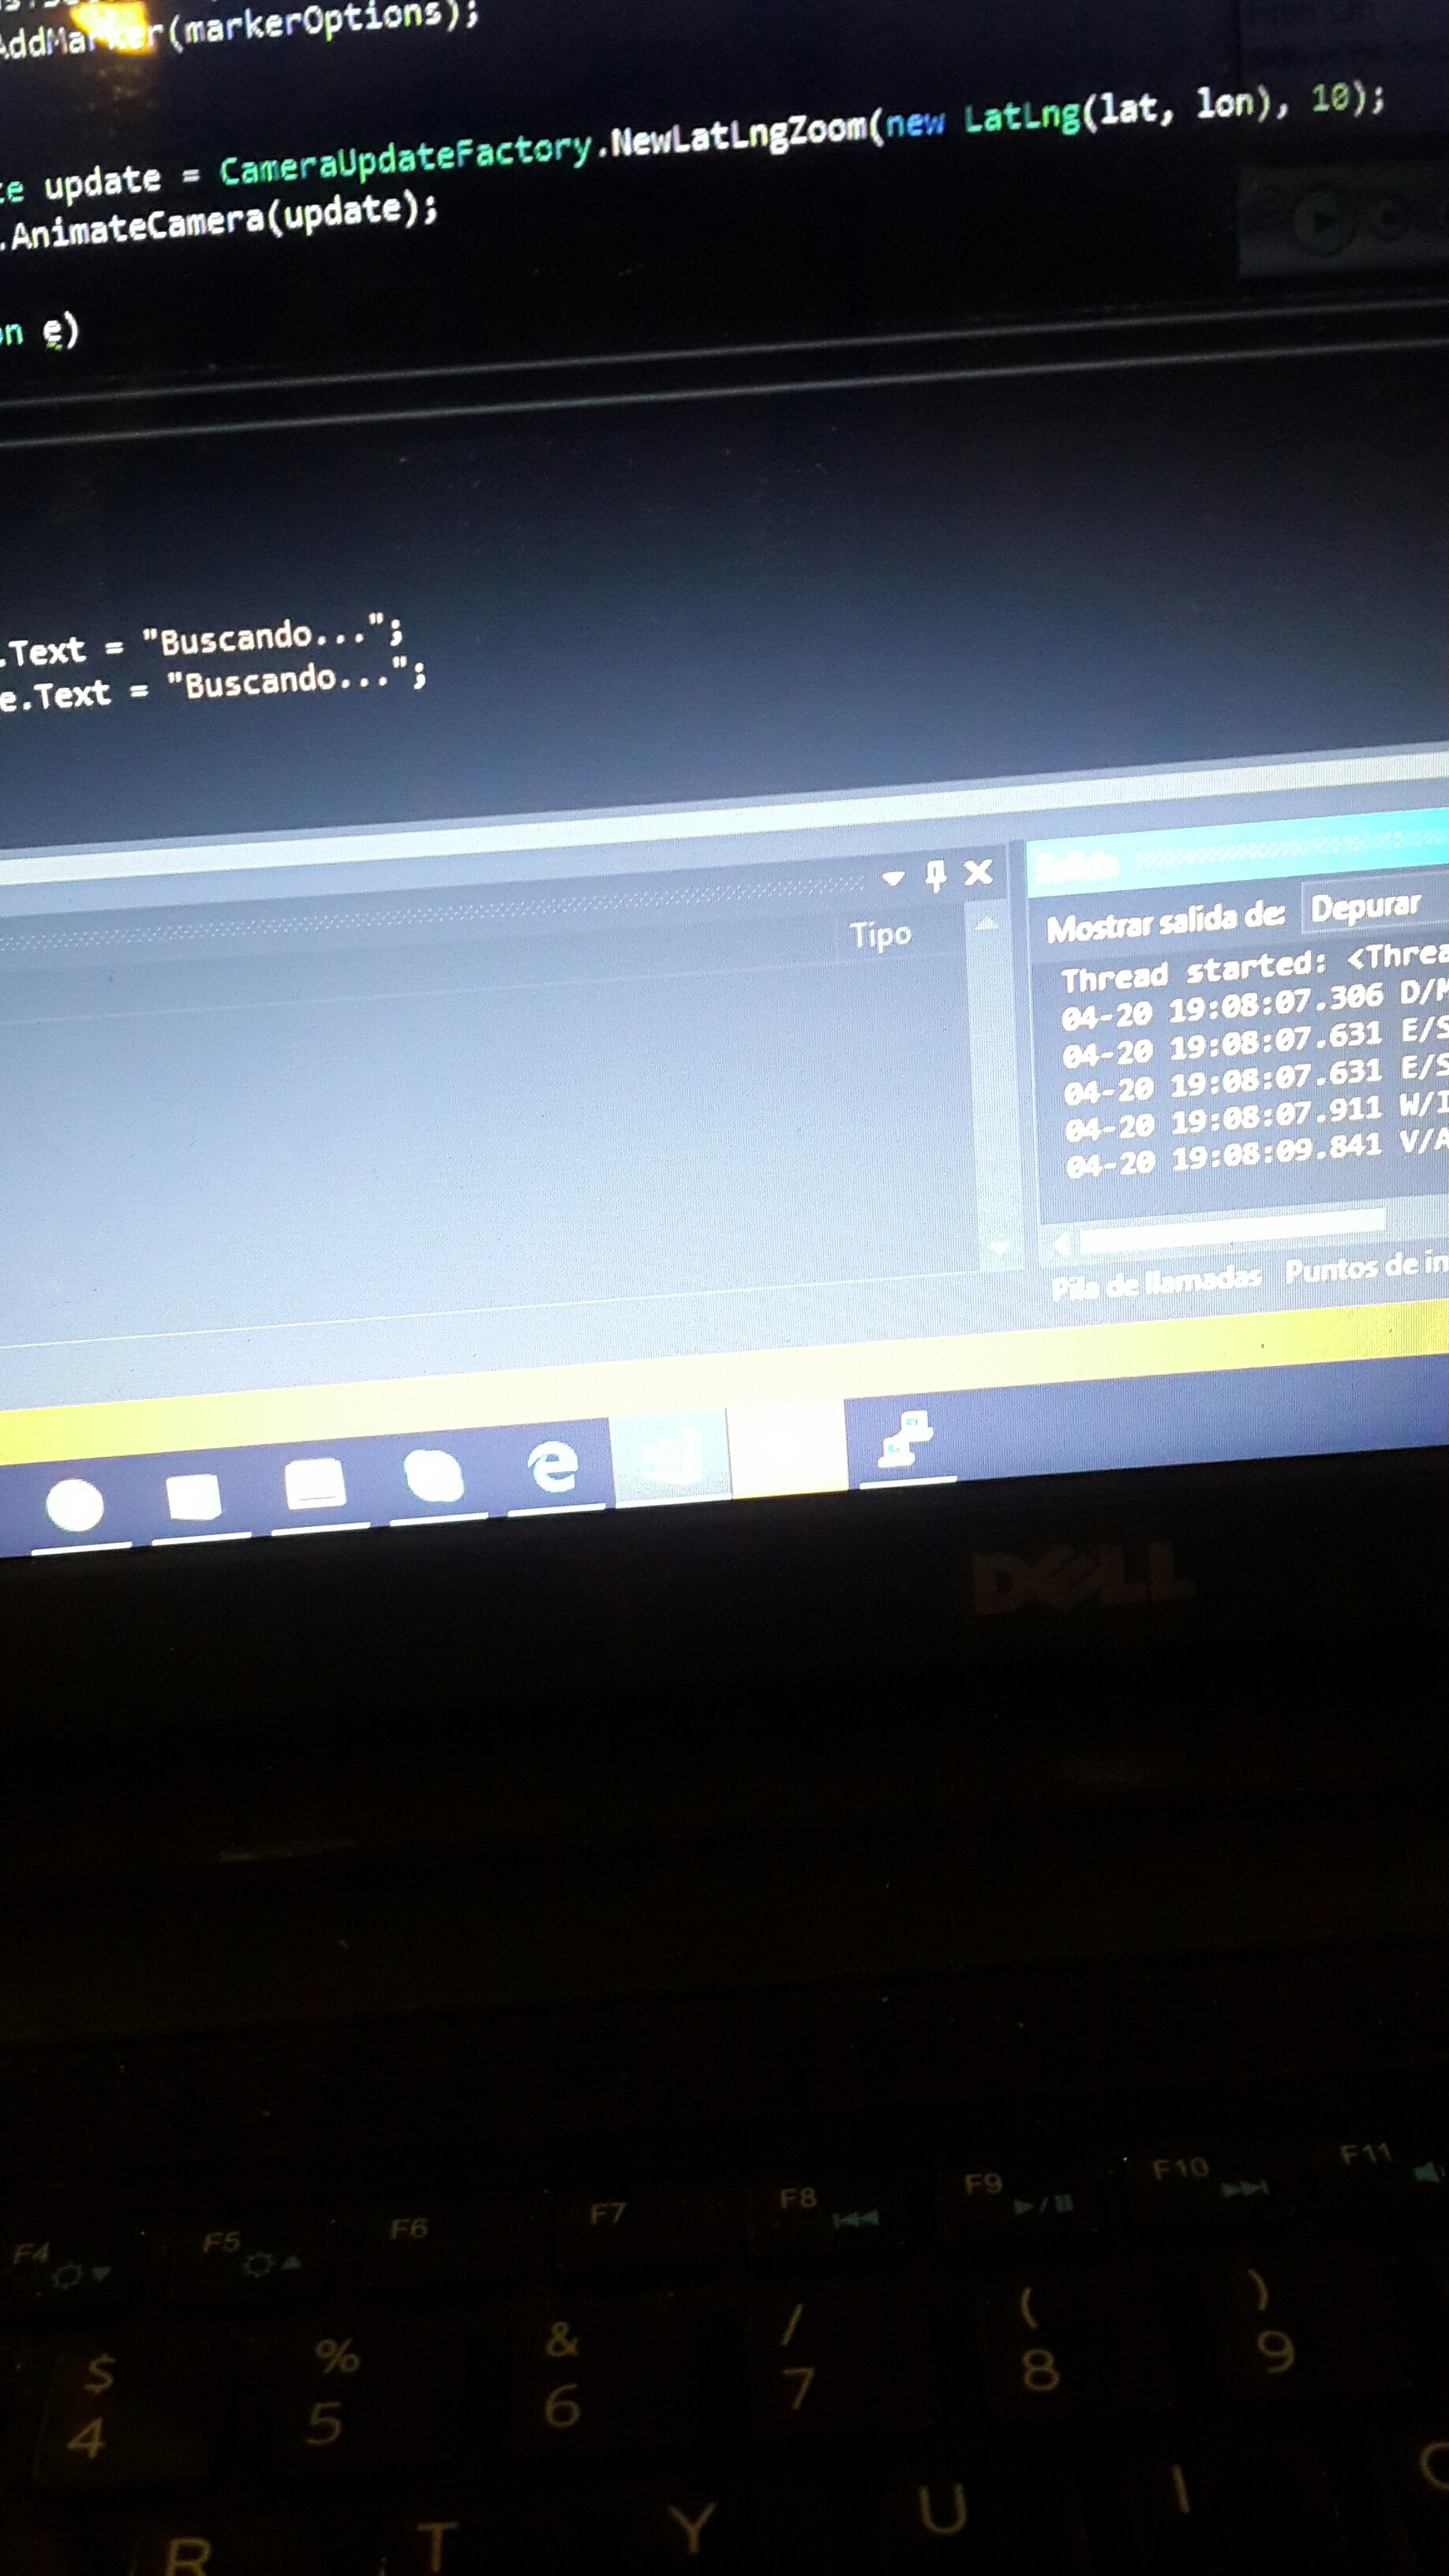 AddMarker(markerOptions);
te update = CameraUpdateFactory.NewLatLngZoom(new LatLng(lat, lon), 10);
.AnimateCamera(update);
on e)
.Text = "Buscando...";
e.Text = "Buscando...";
Tipo
Salida
Mostrar salida de: Depurar
Thread started: <Threa
04-20 19:08:07.306 D/M
04-20 19:08:07.631 E/S
04-20 19:08:07.631 E/S
04-20 19:08:07.911 W/I
04-20 19:08:09.841 V/A
Pila de llamadas Puntos de in
DELL
F4 F5 F6 F7 F8 F9 F10 F11
$ % & / ( )
4 5 6 7 8 9
R T Y U I